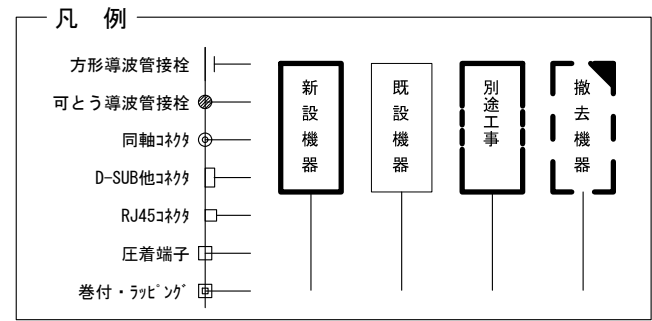 凡 例
方形導波管接栓
可とう導波管接栓
同軸ｺﾈｸﾀ
D-SUB他ｺﾈｸﾀ
RJ45ｺﾈｸﾀ
圧着端子
巻付・ﾗｯﾋﾟﾝｸﾞ
新設機器
既設機器
別途工事
撤去機器